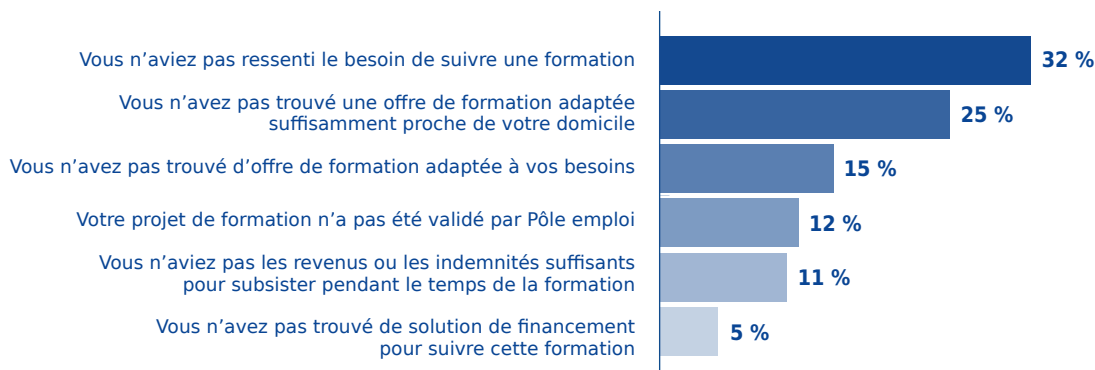 Vous n’aviez pas ressenti le besoin de suivre une formation
32 %
Vous n’avez pas trouvé une offre de formation adaptée
suffisamment proche de votre domicile
25 %
Vous n’avez pas trouvé d’offre de formation adaptée à vos besoins
15 %
Votre projet de formation n’a pas été validé par Pôle emploi
12 %
Vous n’aviez pas les revenus ou les indemnités suffisants
pour subsister pendant le temps de la formation
11 %
Vous n’avez pas trouvé de solution de financement
pour suivre cette formation
5 %